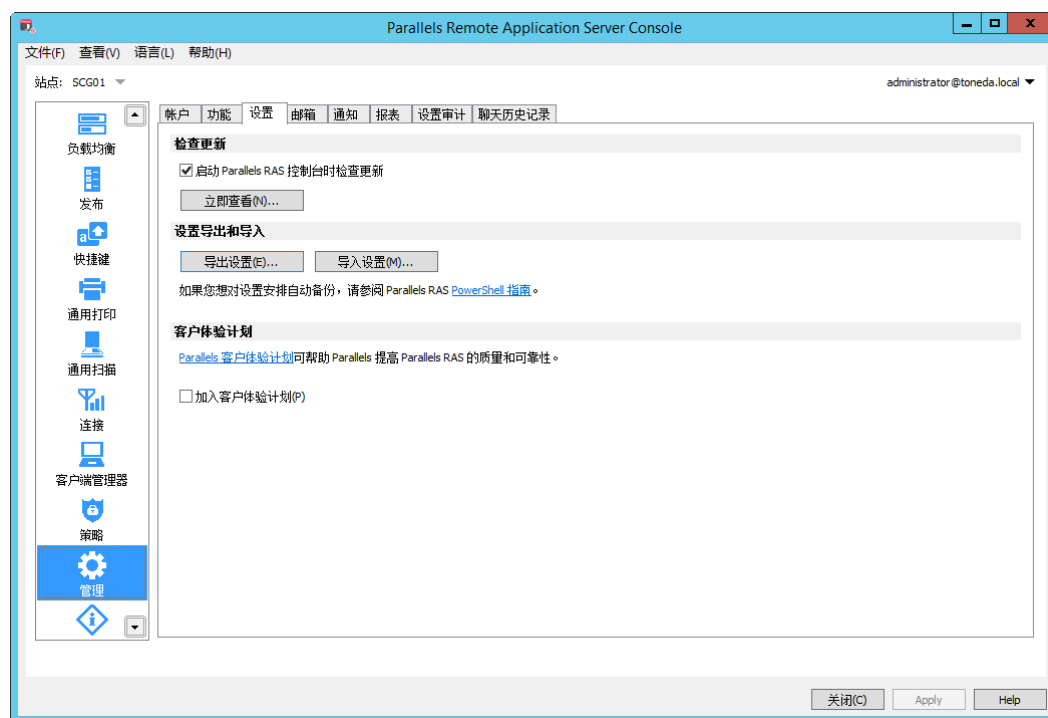 Parallels Remote Application Server Console
文件(F) 查看(V) 语言(L) 帮助(H)
站点: SCG01
administrator@toneda.local
负载均衡
发布
快捷键
通用打印
通用扫描
连接
客户端管理器
策略
管理
帐户 功能 设置 邮箱 通知 报表 设置审计 聊天历史记录
检查更新
启动 Parallels RAS 控制台时检查更新
立即查看(N)...
设置导出和导入
导出设置(E)... 导入设置(M)...
如果您想对设置安排自动备份，请参阅 Parallels RAS PowerShell 指南。
客户体验计划
Parallels 客户体验计划可帮助 Parallels 提高 Parallels RAS 的质量和可靠性。
加入客户体验计划(P)
关闭(C) Apply Help